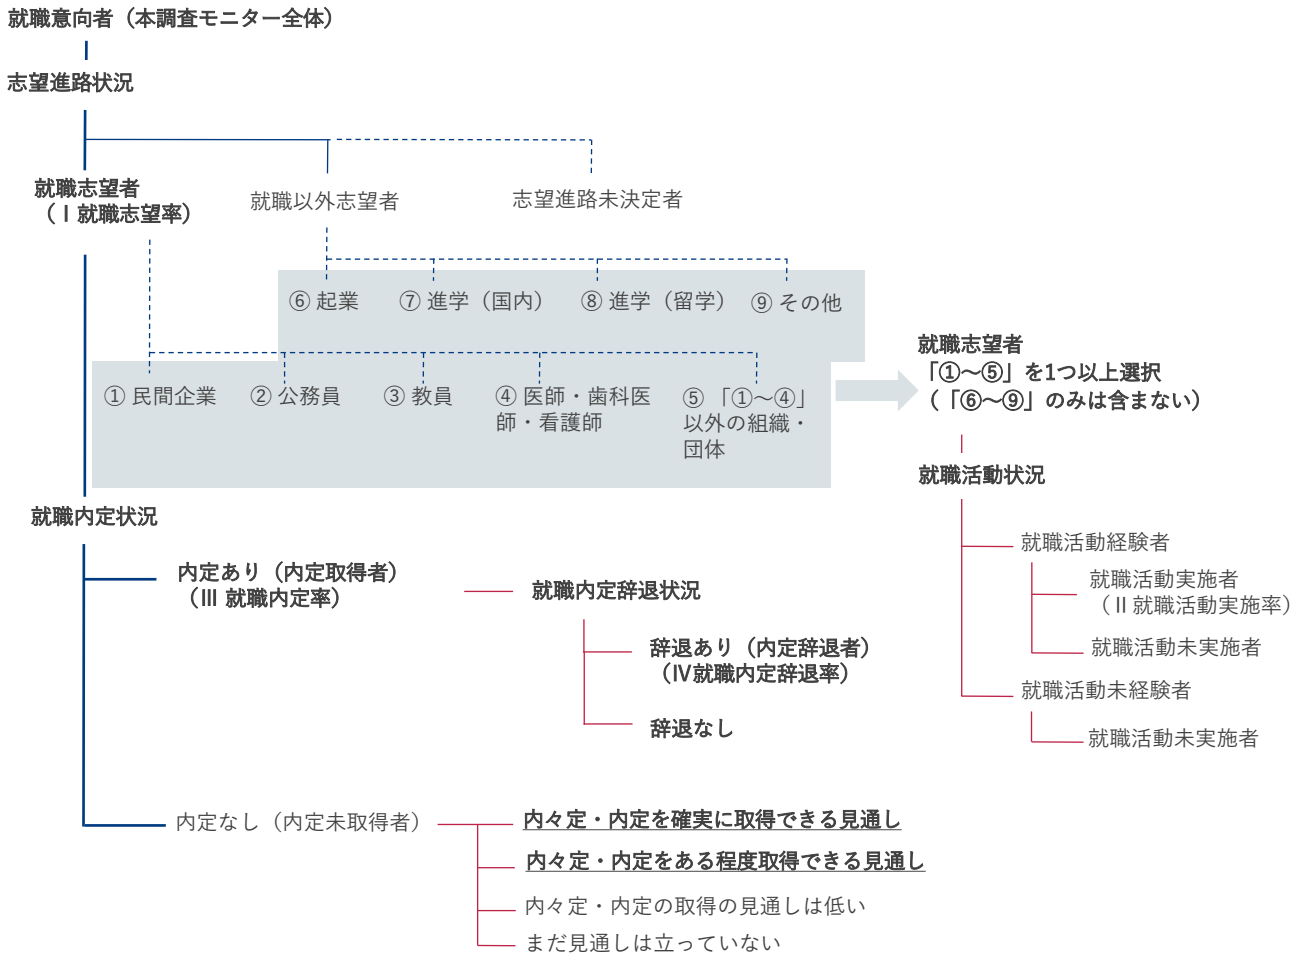 就職意向者（本調査モニター全体）
志望進路状況
就職志望者
（Ⅰ就職志望率）
就職以外志望者
志望進路未決定者
⑥ 起業
⑦ 進学（国内）
⑧ 進学（留学）
⑨ その他
① 民間企業
② 公務員
③ 教員
④ 医師・歯科医
師・看護師
⑤ 「①～④」
以外の組織・
団体
就職志望者
「①～⑤」を1つ以上選択
（「⑥～⑨」のみは含まない）
就職活動状況
就職活動経験者
就職活動実施者
（Ⅱ就職活動実施率）
就職活動未実施者
就職活動未経験者
就職活動未実施者
就職内定状況
内定あり（内定取得者）
（Ⅲ 就職内定率）
就職内定辞退状況
辞退あり（内定辞退者）
（Ⅳ就職内定辞退率）
辞退なし
内定なし（内定未取得者）
内々定・内定を確実に取得できる見通し
内々定・内定をある程度取得できる見通し
内々定・内定の取得の見通しは低い
まだ見通しは立っていない